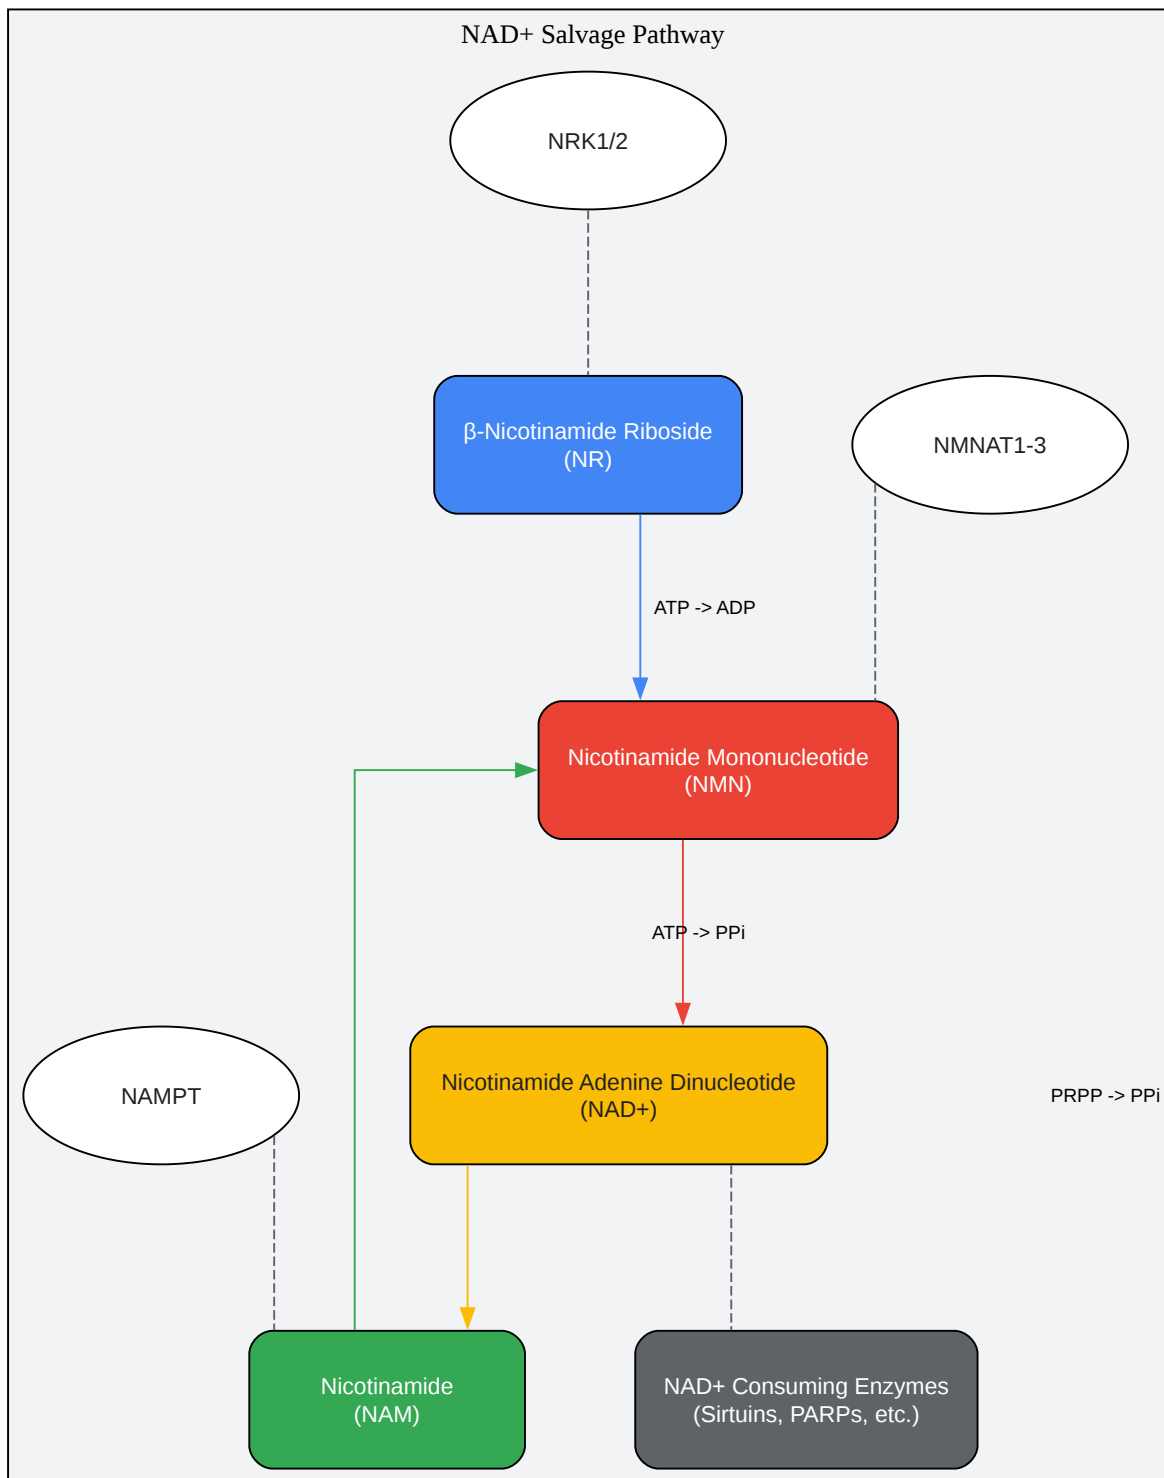 NAD+ Salvage Pathway
NRK1/2
β-Nicotinamide Riboside
(NR)
NMNAT1-3
ATP -> ADP
Nicotinamide Mononucleotide
(NMN)
ATP -> PPi
NAMPT
Nicotinamide Adenine Dinucleotide
(NAD+)
PRPP -> PPi
Nicotinamide
(NAM)
NAD+ Consuming Enzymes
(Sirtuins, PARPs, etc.)